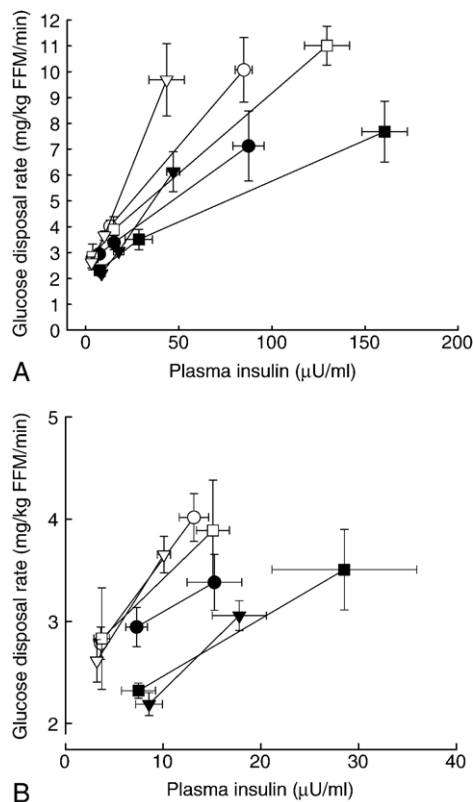 12
11
10
9
8
7
6
5
4
3
2
0
0 50 100 150 200
Glucose disposal rate (mg/kg FFM/min)
Plasma insulin (μU/ml)
A
5
4
3
2
0 10 20 30 40
Glucose disposal rate (mg/kg FFM/min)
Plasma insulin (μU/ml)
B